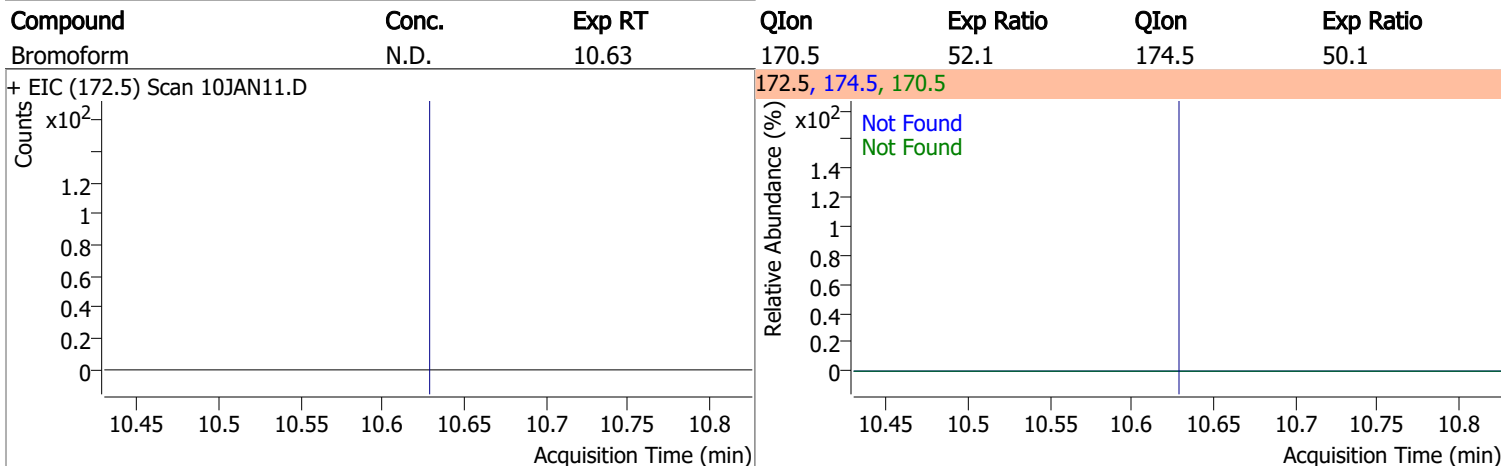 Compound Conc. Exp RT QIon Exp Ratio QIon Exp Ratio
Bromoform N.D. 10.63 170.5 52.1 174.5 50.1
+ EIC (172.5) Scan 10JAN11.D
Counts
x10²
1.2
1
0.8
0.6
0.4
0.2
0
10.45 10.5 10.55 10.6 10.65 10.7 10.75 10.8
Acquisition Time (min)
172.5, 174.5, 170.5
Relative Abundance (%)
x10²
Not Found
Not Found
1.4
1.2
1
0.8
0.6
0.4
0.2
0
10.45 10.5 10.55 10.6 10.65 10.7 10.75 10.8
Acquisition Time (min)